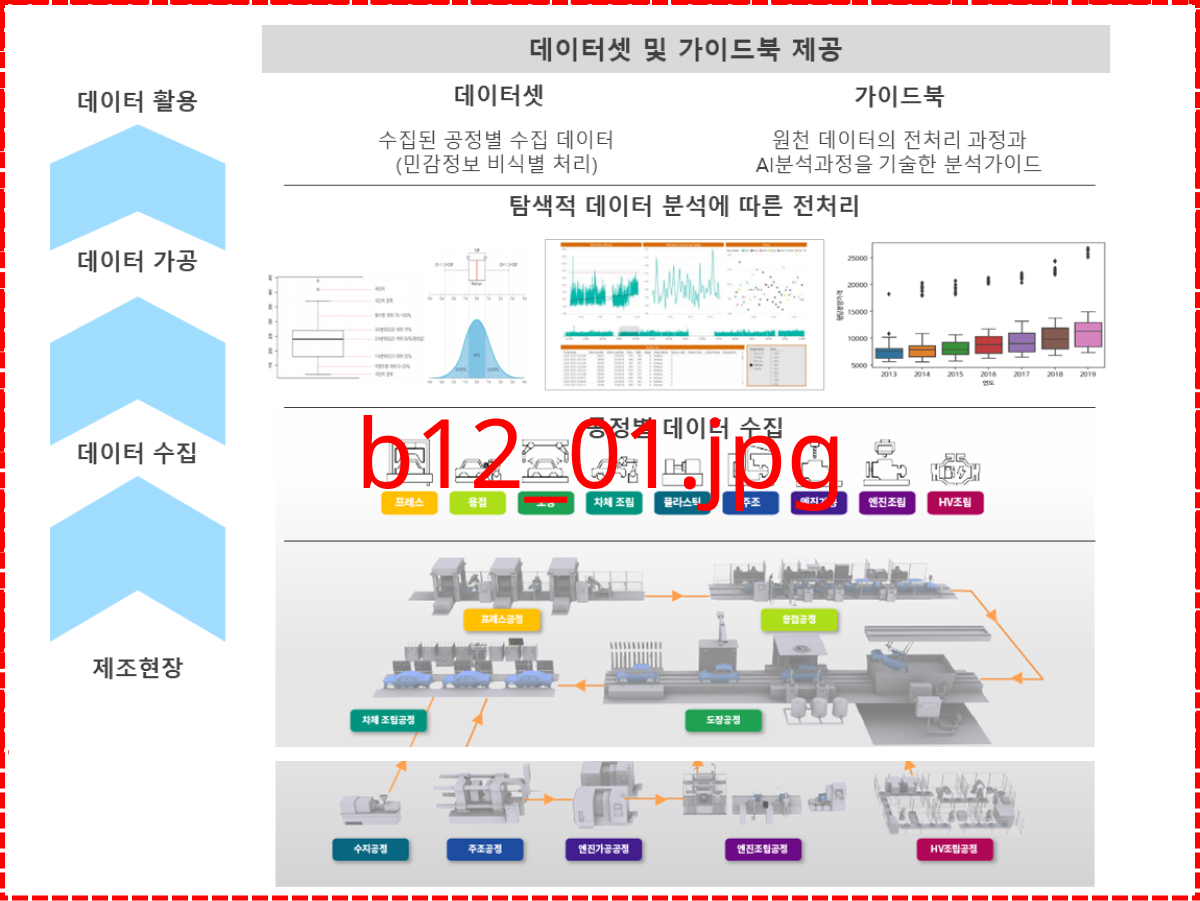 데이터셋 및 가이드북 제공
데이터 활용
데이터셋
가이드북
수집된 공정별 수집 데이터
(민감정보 비식별 처리)
원천 데이터의 전처리 과정과
AI분석과정을 기술한 분석가이드
탐색적 데이터 분석에 따른 전처리
데이터 가공
25000
20000
15000
10000
5000
2013 2014 2015 2016 2017 2018 2019
연도
데이터 수집
공정별 데이터 수집
b12_01.jpg
프레스 용접 도장 차체 조립 플라스틱 주조 엔진가공 엔진조립 HV조립
제조현장
프레스공정 용접공정
차체 조립공정 도장공정
수지공정 주조공정 엔진가공공정 엔진조립공정 HV조립공정